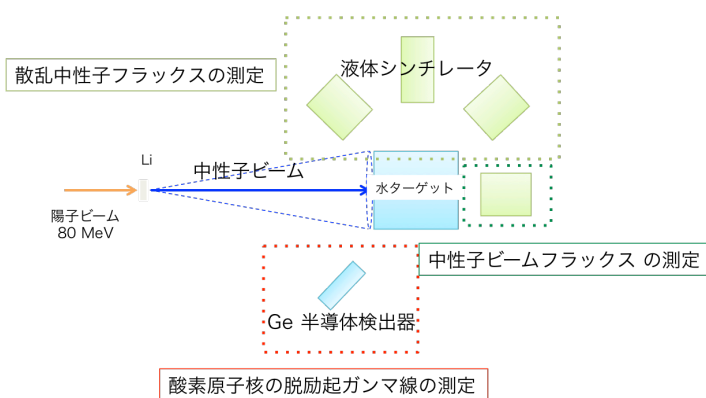 散乱中性子フラックスの測定
液体シンチレータ
Li
中性子ビーム
水ターゲット
陽子ビーム
80 MeV
中性子ビームフラックス の測定
Ge 半導体検出器
酸素原子核の脱励起ガンマ線の測定